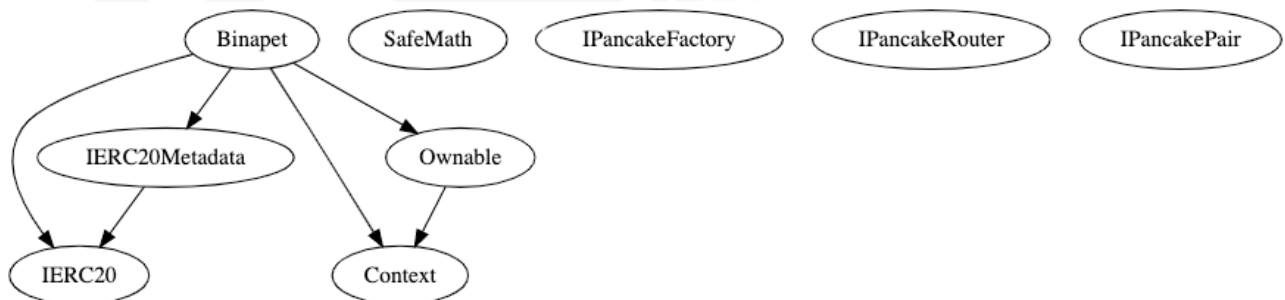 Binapet
SafeMath
IPancakeFactory
IPancakeRouter
IPancakePair
IERC20Metadata
Ownable
IERC20
Context